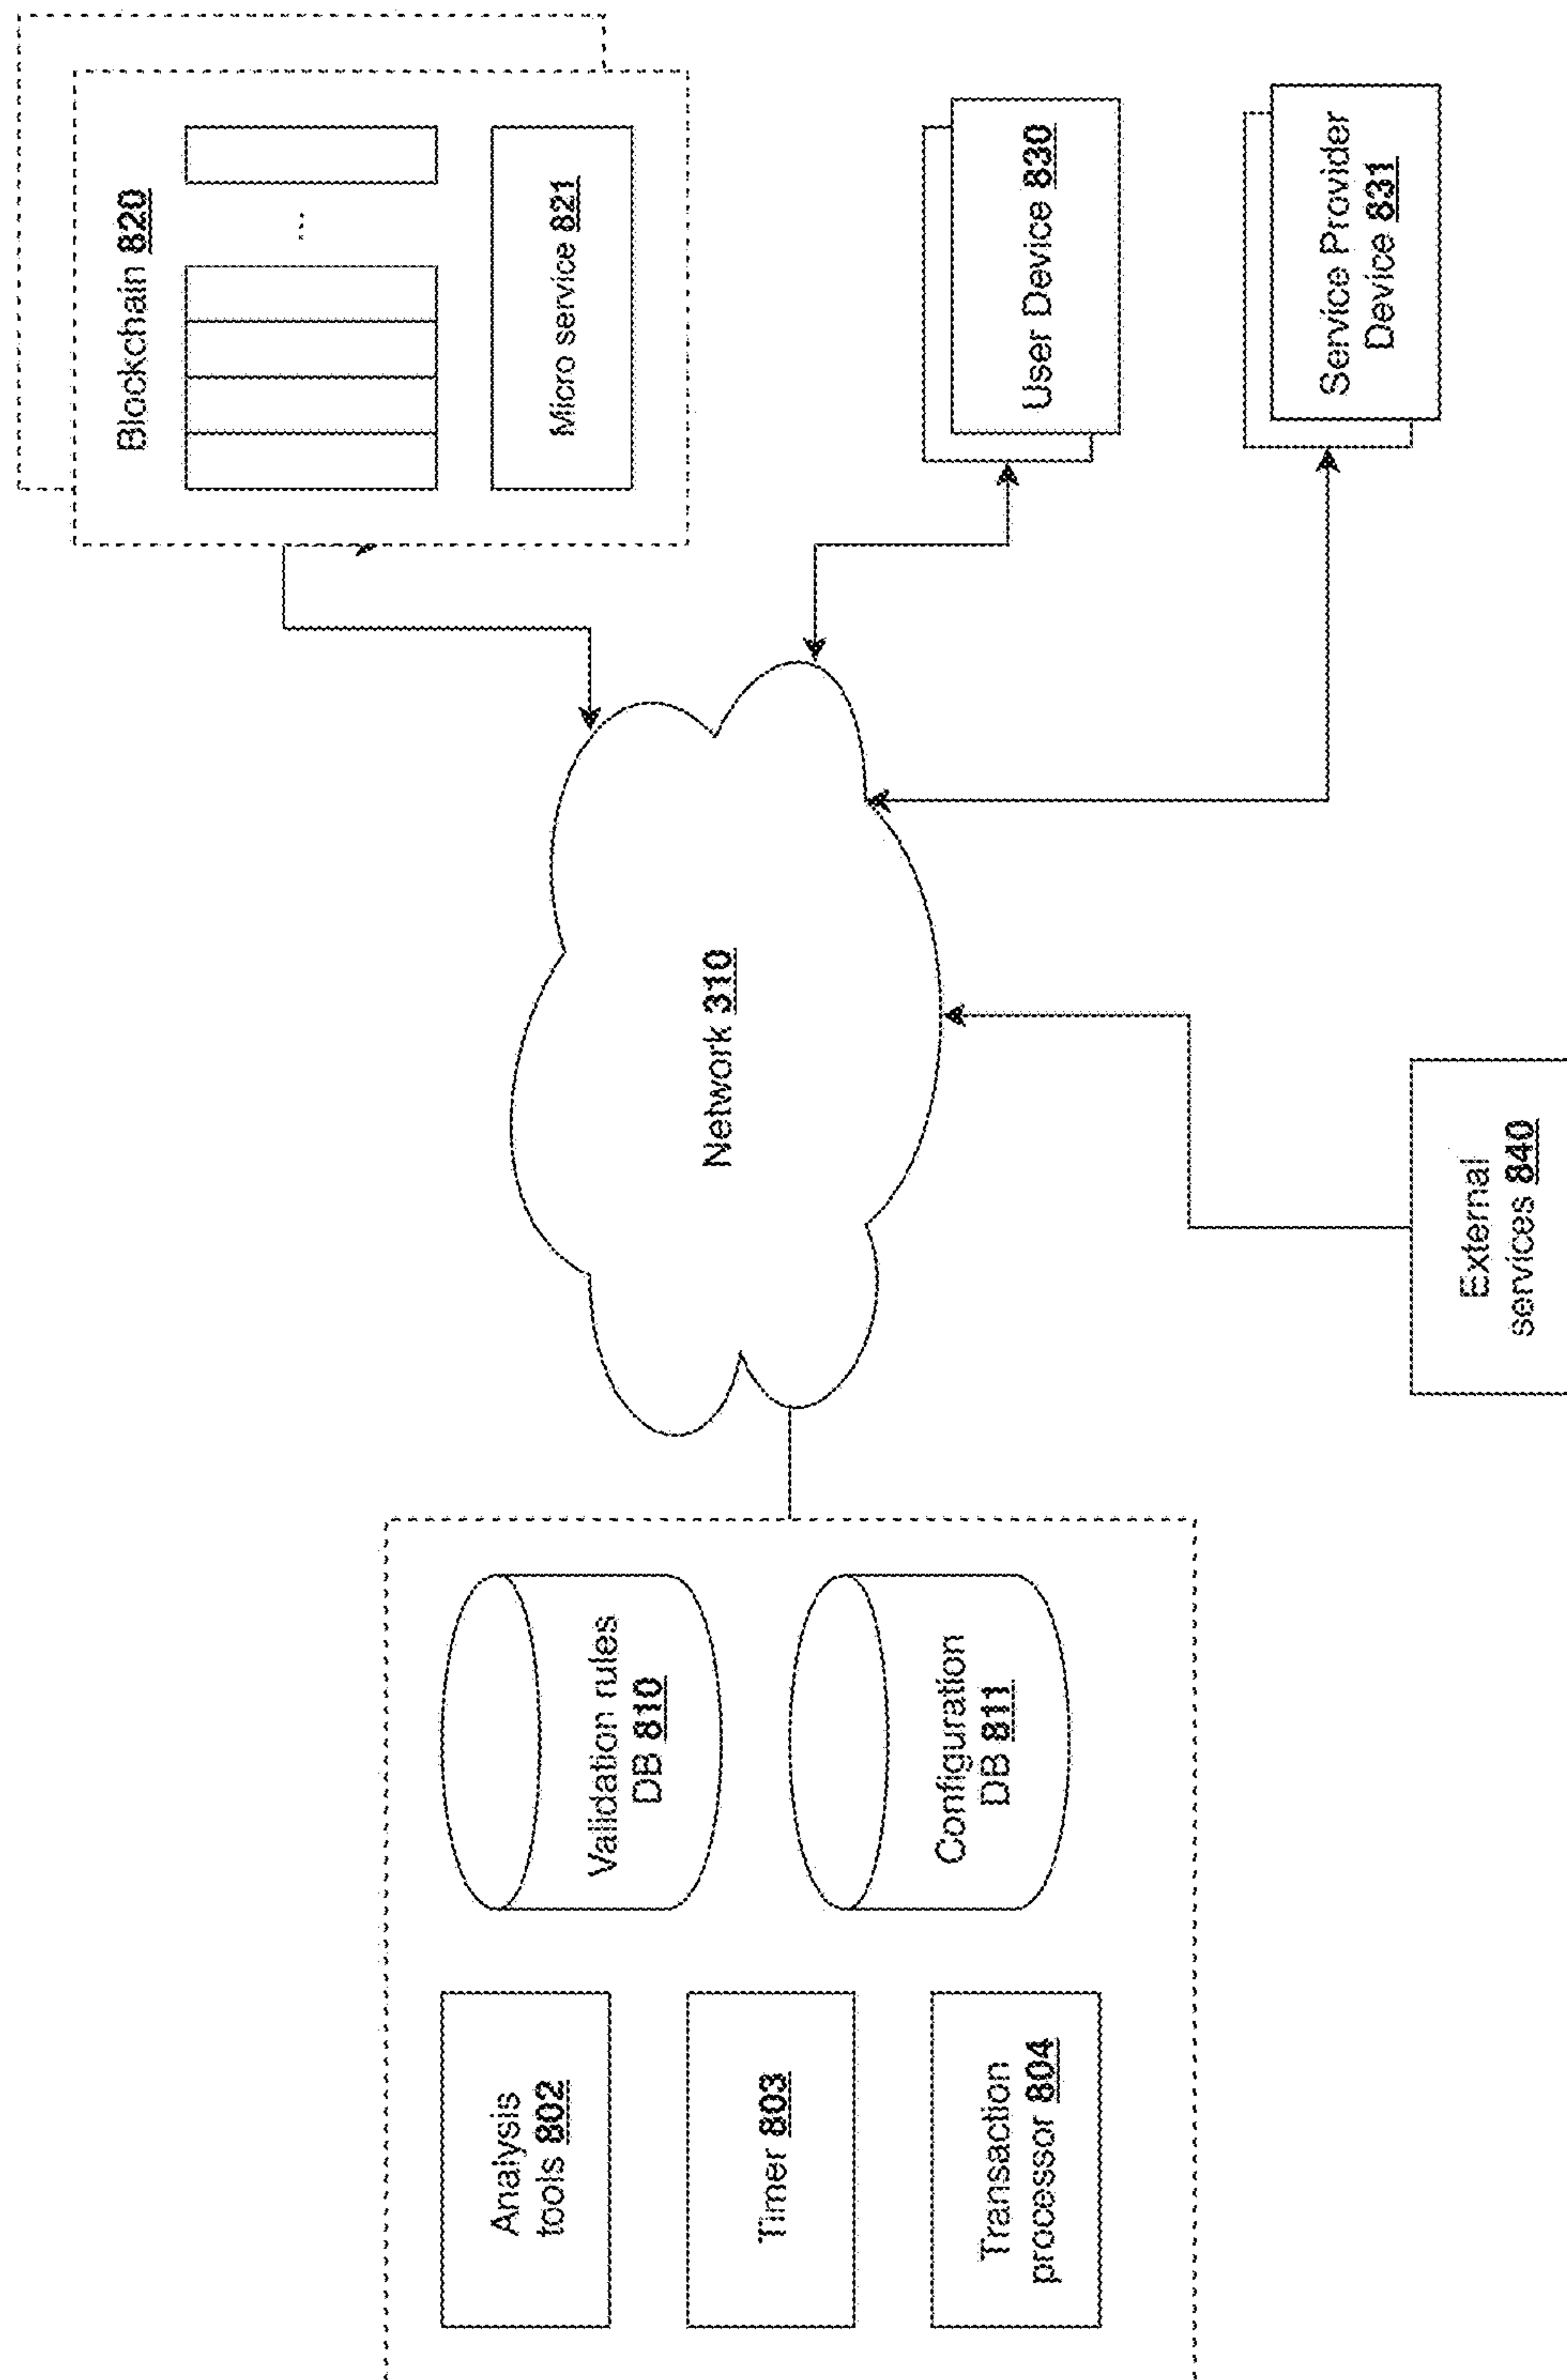 Analysis
tools 802
Timer 803
Transaction
processor 804
Validation rules
DB 810
Configuration
DB 811
Network 310
External
services 840
Blockchain 820
...
Micro service 821
User Device 830
Service Provider
Device 831